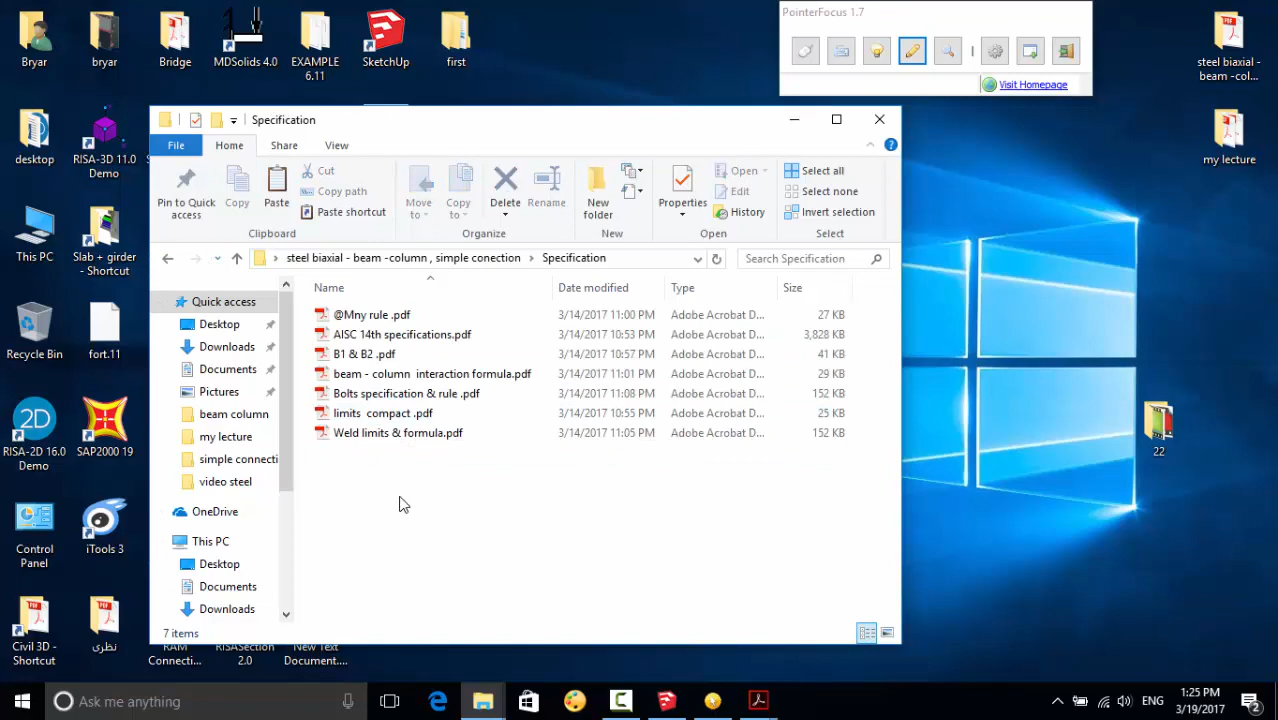 Bryar
bryar
Bridge
MDSolids 4.0
EXAMPLE
6.11
SketchUp
first
PointerFocus 1.7
Visit Homepage
steel biaxial -
beam -col...
my lecture
desktop
RISA-3D 11.0
Demo
This PC
Slab + girder
- Shortcut
Recycle Bin
fort.11
RISA-2D 16.0
Demo
SAP2000 19
Control
Panel
iTools 3
Civil 3D -
Shortcut
نظری
RAM
Connecti...
RISASection
2.0
New Text
Document...
22
Specification
File
Home
Share
View
Pin to Quick
access
Copy
Paste
Cut
Copy path
Paste shortcut
Clipboard
Move
to
Copy
to
Delete
Rename
Organize
New
folder
New
Properties
Open
Edit
History
Open
Select all
Select none
Invert selection
Select
steel biaxial - beam -column , simple conection
Specification
Search Specification
Name
Date modified
Type
Size
Quick access
Desktop
Downloads
Documents
Pictures
beam column
my lecture
simple conecti
video steel
OneDrive
This PC
Desktop
Documents
Downloads
@Mny rule .pdf 3/14/2017 11:00 PM Adobe Acrobat D... 27 KB
AISC 14th specifications.pdf 3/14/2017 10:53 PM Adobe Acrobat D... 3,828 KB
B1 & B2 .pdf 3/14/2017 10:57 PM Adobe Acrobat D... 41 KB
beam - column interaction formula.pdf 3/14/2017 11:01 PM Adobe Acrobat D... 29 KB
Bolts specification & rule .pdf 3/14/2017 11:08 PM Adobe Acrobat D... 152 KB
limits compact .pdf 3/14/2017 10:55 PM Adobe Acrobat D... 25 KB
Weld limits & formula.pdf 3/14/2017 11:05 PM Adobe Acrobat D... 152 KB
7 items
Ask me anything
ENG
1:25 PM
3/19/2017
2